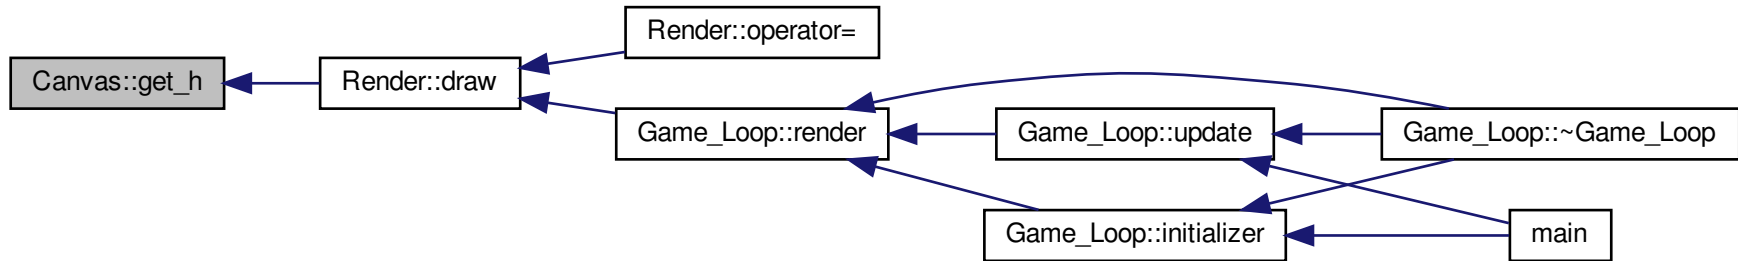 Render::operator=
Canvas::get_h
Render::draw
Game_Loop::render
Game_Loop::update
Game_Loop::~Game_Loop
Game_Loop::initializer
main